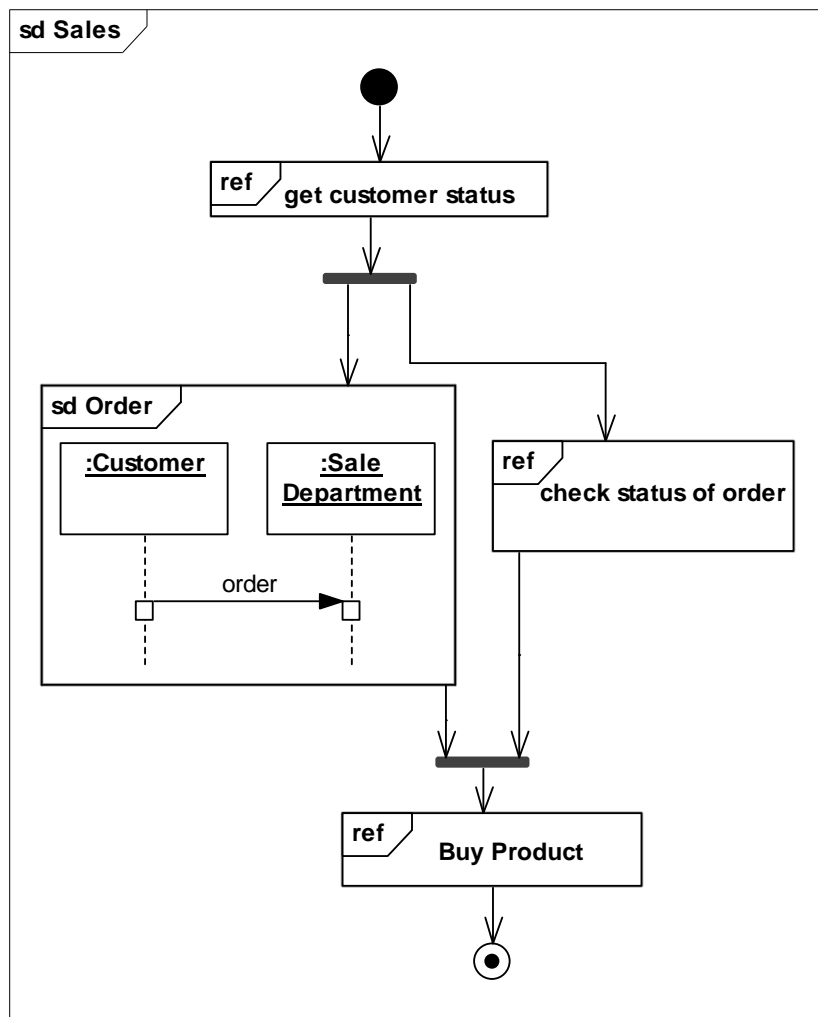 sd Sales
ref
get customer status
sd Order
:Customer
:Sale
Department
order
ref
check status of order
ref
Buy Product